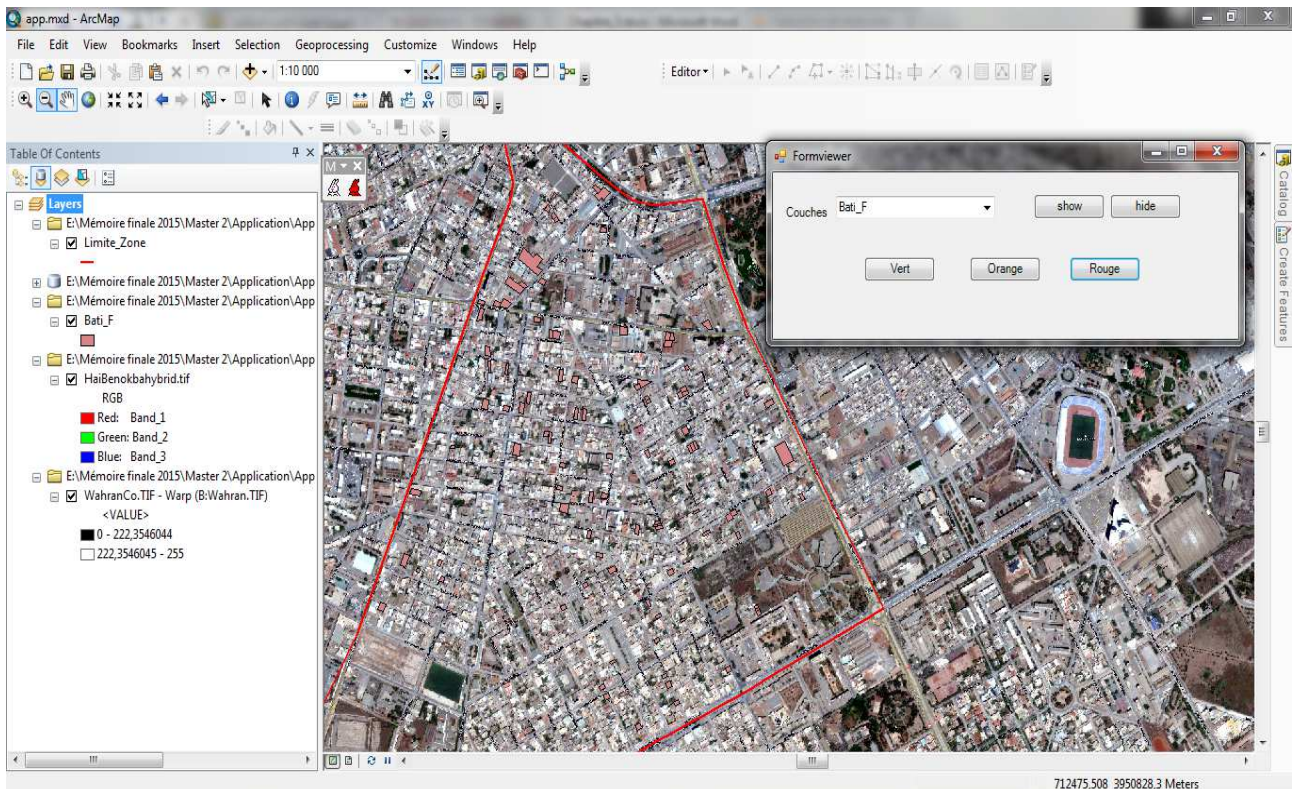 app.mxd - ArcMap
File Edit View Bookmarks Insert Selection Geoprocessing Customize Windows Help
1:10 000
Editor
Table Of Contents
Layers
E:\Mémoire finale 2015\Master 2\Application\App
Limite_Zone
E:\Mémoire finale 2015\Master 2\Application\App
E:\Mémoire finale 2015\Master 2\Application\App
Bati_F
E:\Mémoire finale 2015\Master 2\Application\App
HaiBenokbahybrid.tif
RGB
Red: Band_1
Green: Band_2
Blue: Band_3
E:\Mémoire finale 2015\Master 2\Application\App
WahranCo.TIF - Warp (B:Wahran.TIF)
<VALUE>
0 - 222,3546044
222,3546045 - 255
M
Formviewer
Couches Bati_F show hide
Vert Orange Rouge
Catalog
Create Features
712475.508 3950828.3 Meters